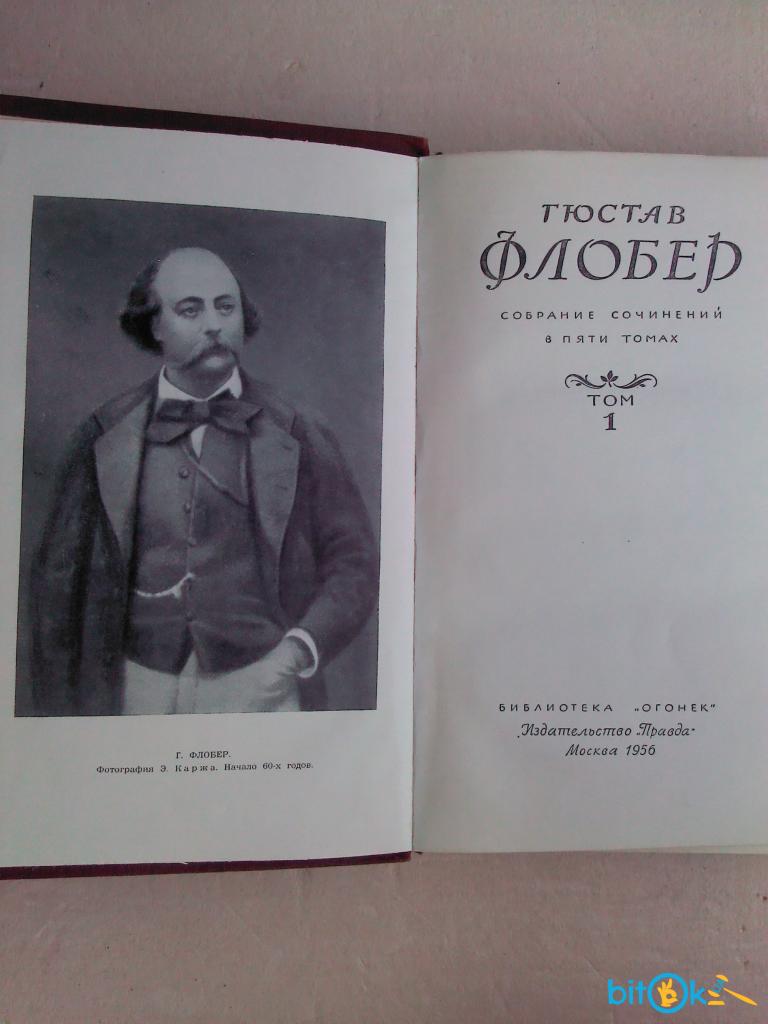 Г. ФЛОБЕР.
Фотография Э. Каржа. Начало 60-х годов.
ГЮСТАВ
ФЛОБЕР
СОБРАНИЕ СОЧИНЕНИЙ
В ПЯТИ ТОМАХ
ТОМ
1
БИБЛИОТЕКА „ОГОНЕК"
Издательство „Правда"
Москва 1956
bitOk